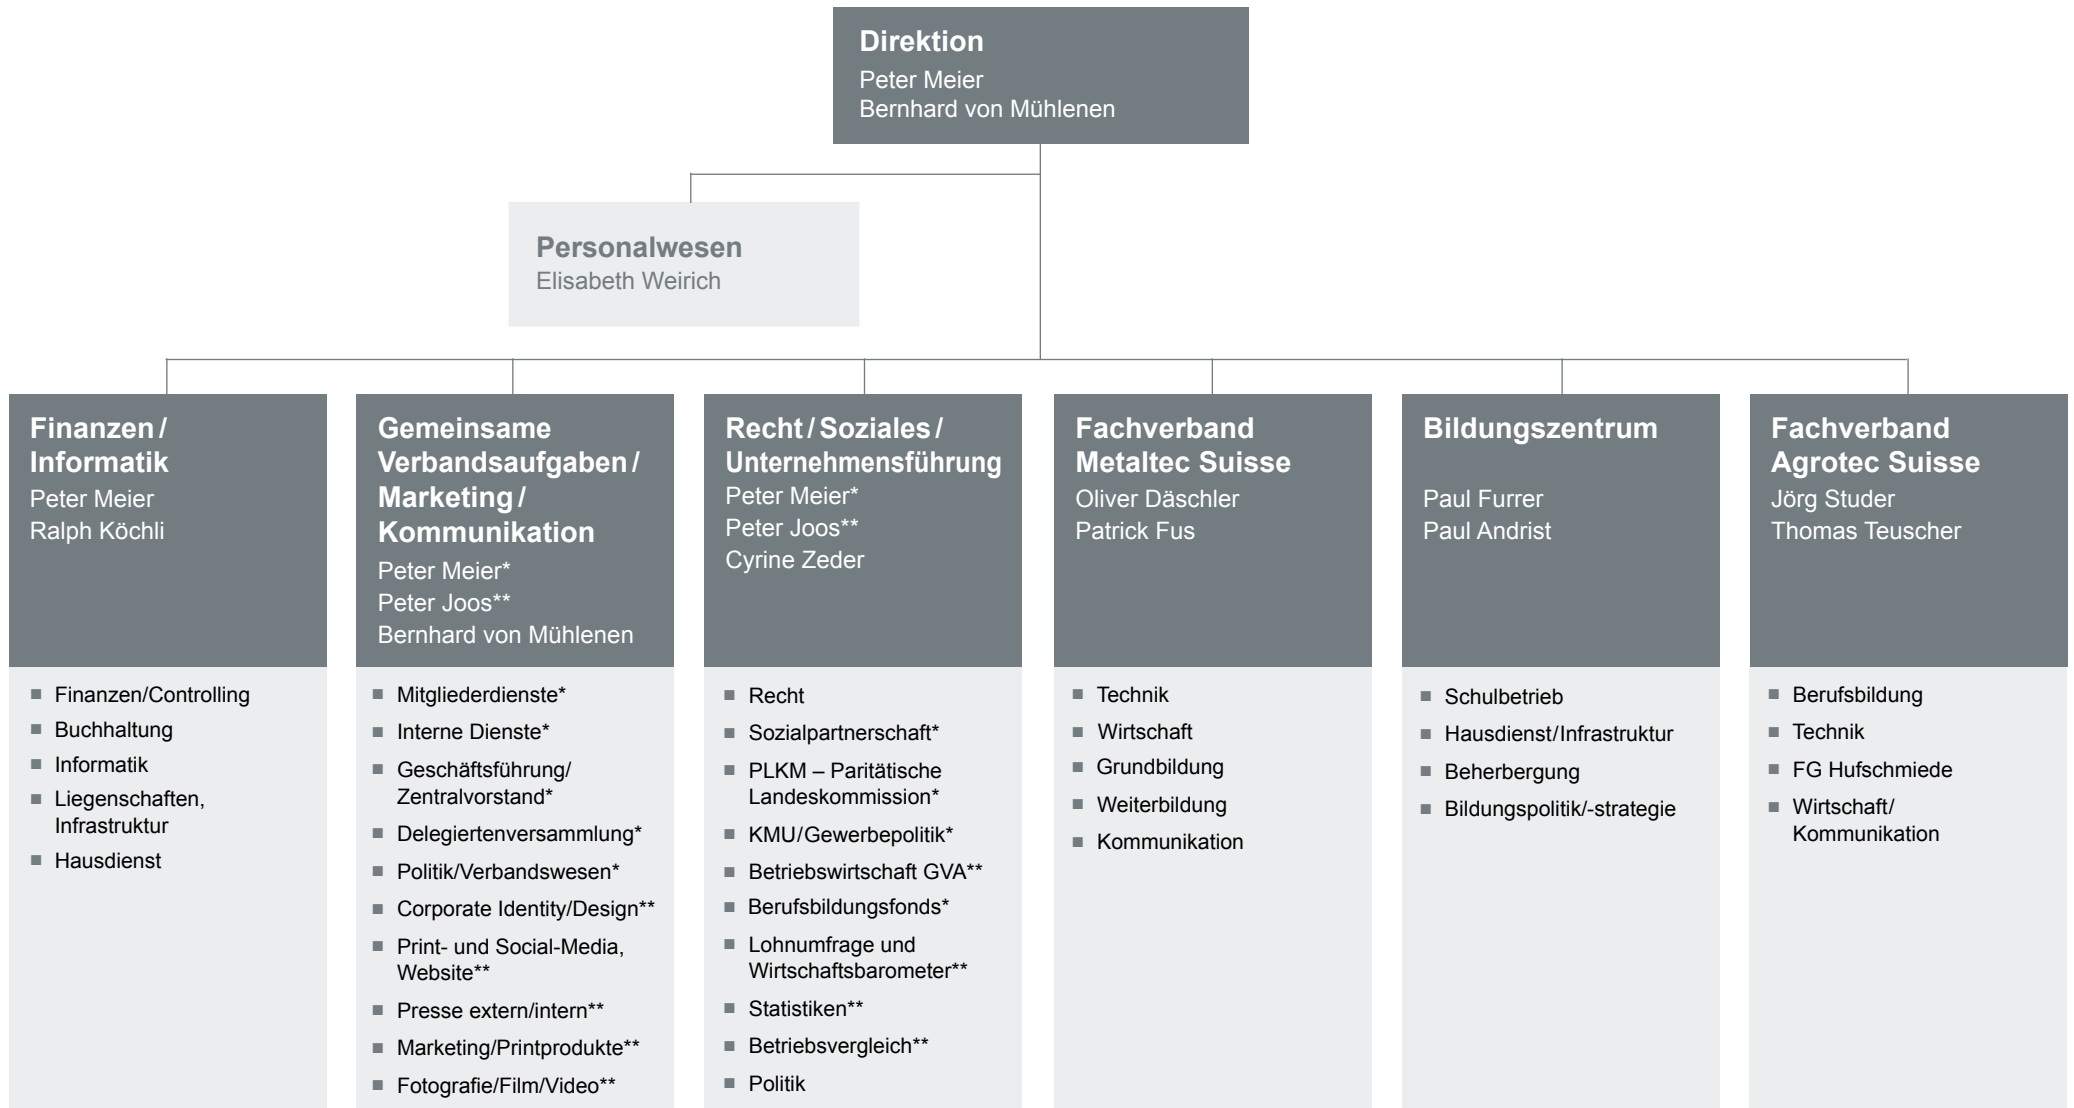 Direktion
Peter Meier
Bernhard von Mühlenen
Personalwesen
Elisabeth Weirich
Finanzen/
Informatik
Peter Meier
Ralph Köchli
Finanzen/Controlling
Buchhaltung
Informatik
Liegenschaften,
Infrastruktur
Hausdienst
Gemeinsame
Verbandsaufgaben/
Marketing/
Kommunikation
Peter Meier*
Peter Joos**
Bernhard von Mühlenen
Mitgliederdienste*
Interne Dienste*
Geschäftsführung/
Zentralvorstand*
Delegiertenversammlung*
Politik/Verbandswesen*
Corporate Identity/Design**
Print- und Social-Media,
Website**
Presse extern/intern**
Marketing/Printprodukte**
Fotografie/Film/Video**
Recht/Soziales/
Unternehmensführung
Peter Meier*
Peter Joos**
Cyrine Zeder
Recht
Sozialpartnerschaft*
PLKM – Paritätische
Landeskommission*
KMU/Gewerbepolitik*
Betriebswirtschaft GVA**
Berufsbildungsfonds*
Lohnumfrage und
Wirtschaftsbarometer**
Statistiken**
Betriebsvergleich**
Politik
Fachverband
Metaltec Suisse
Oliver Däschler
Patrick Fus
Technik
Wirtschaft
Grundbildung
Weiterbildung
Kommunikation
Bildungszentrum
Paul Furrer
Paul Andrist
Schulbetrieb
Hausdienst/Infrastruktur
Beherbergung
Bildungspolitik/-strategie
Fachverband
Agrotec Suisse
Jörg Studer
Thomas Teuscher
Berufsbildung
Technik
FG Hufschmiede
Wirtschaft/
Kommunikation